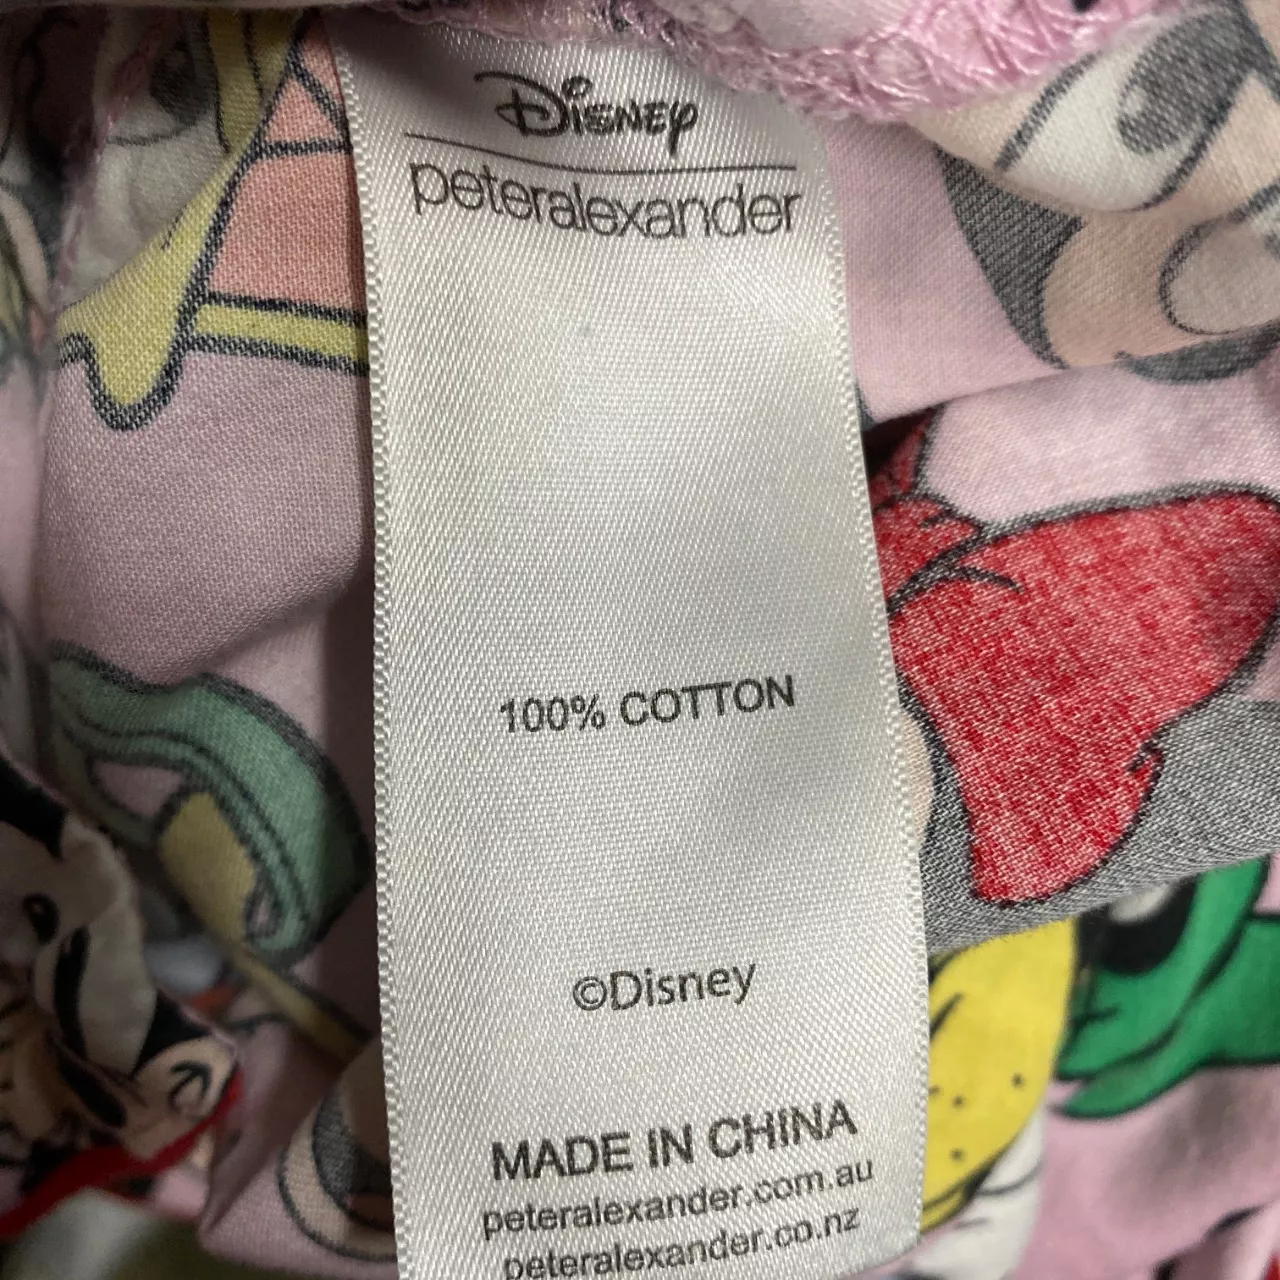 Disney
peteralexander
100% COTTON
©Disney
MADE IN CHINA
peteralexander.com.au
peteralexander.co.nz